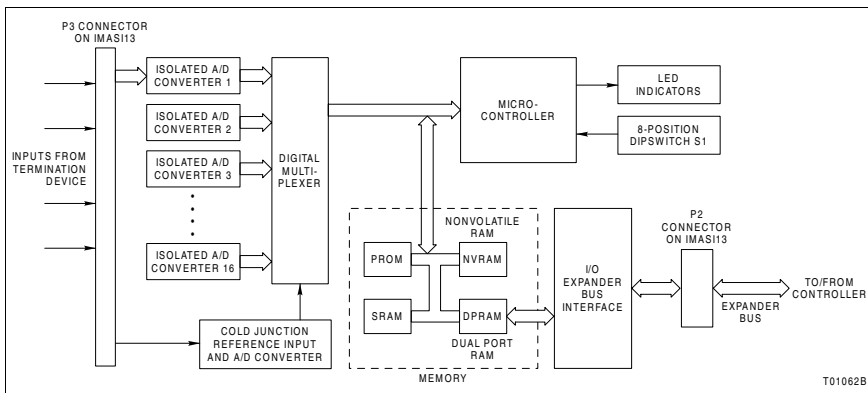 P3 CONNECTOR
ON IMASI13
ISOLATED A/D
CONVERTER 1
ISOLATED A/D
CONVERTER 2
ISOLATED A/D
CONVERTER 3
ISOLATED A/D
CONVERTER 16
INPUTS FROM
TERMINATION
DEVICE
DIGITAL
MULTI-
PLEXER
COLD JUNCTION
REFERENCE INPUT
AND A/D CONVERTER
MICRO-
CONTROLLER
LED
INDICATORS
8-POSITION
DIPSWITCH S1
NONVOLATILE
RAM
PROM
NVRAM
SRAM
DPRAM
DUAL PORT
RAM
MEMORY
I/O
EXPANDER
BUS
INTERFACE
P2
CONNECTOR
ON IMASI13
EXPANDER
BUS
TO/FROM
CONTROLLER
T01062B